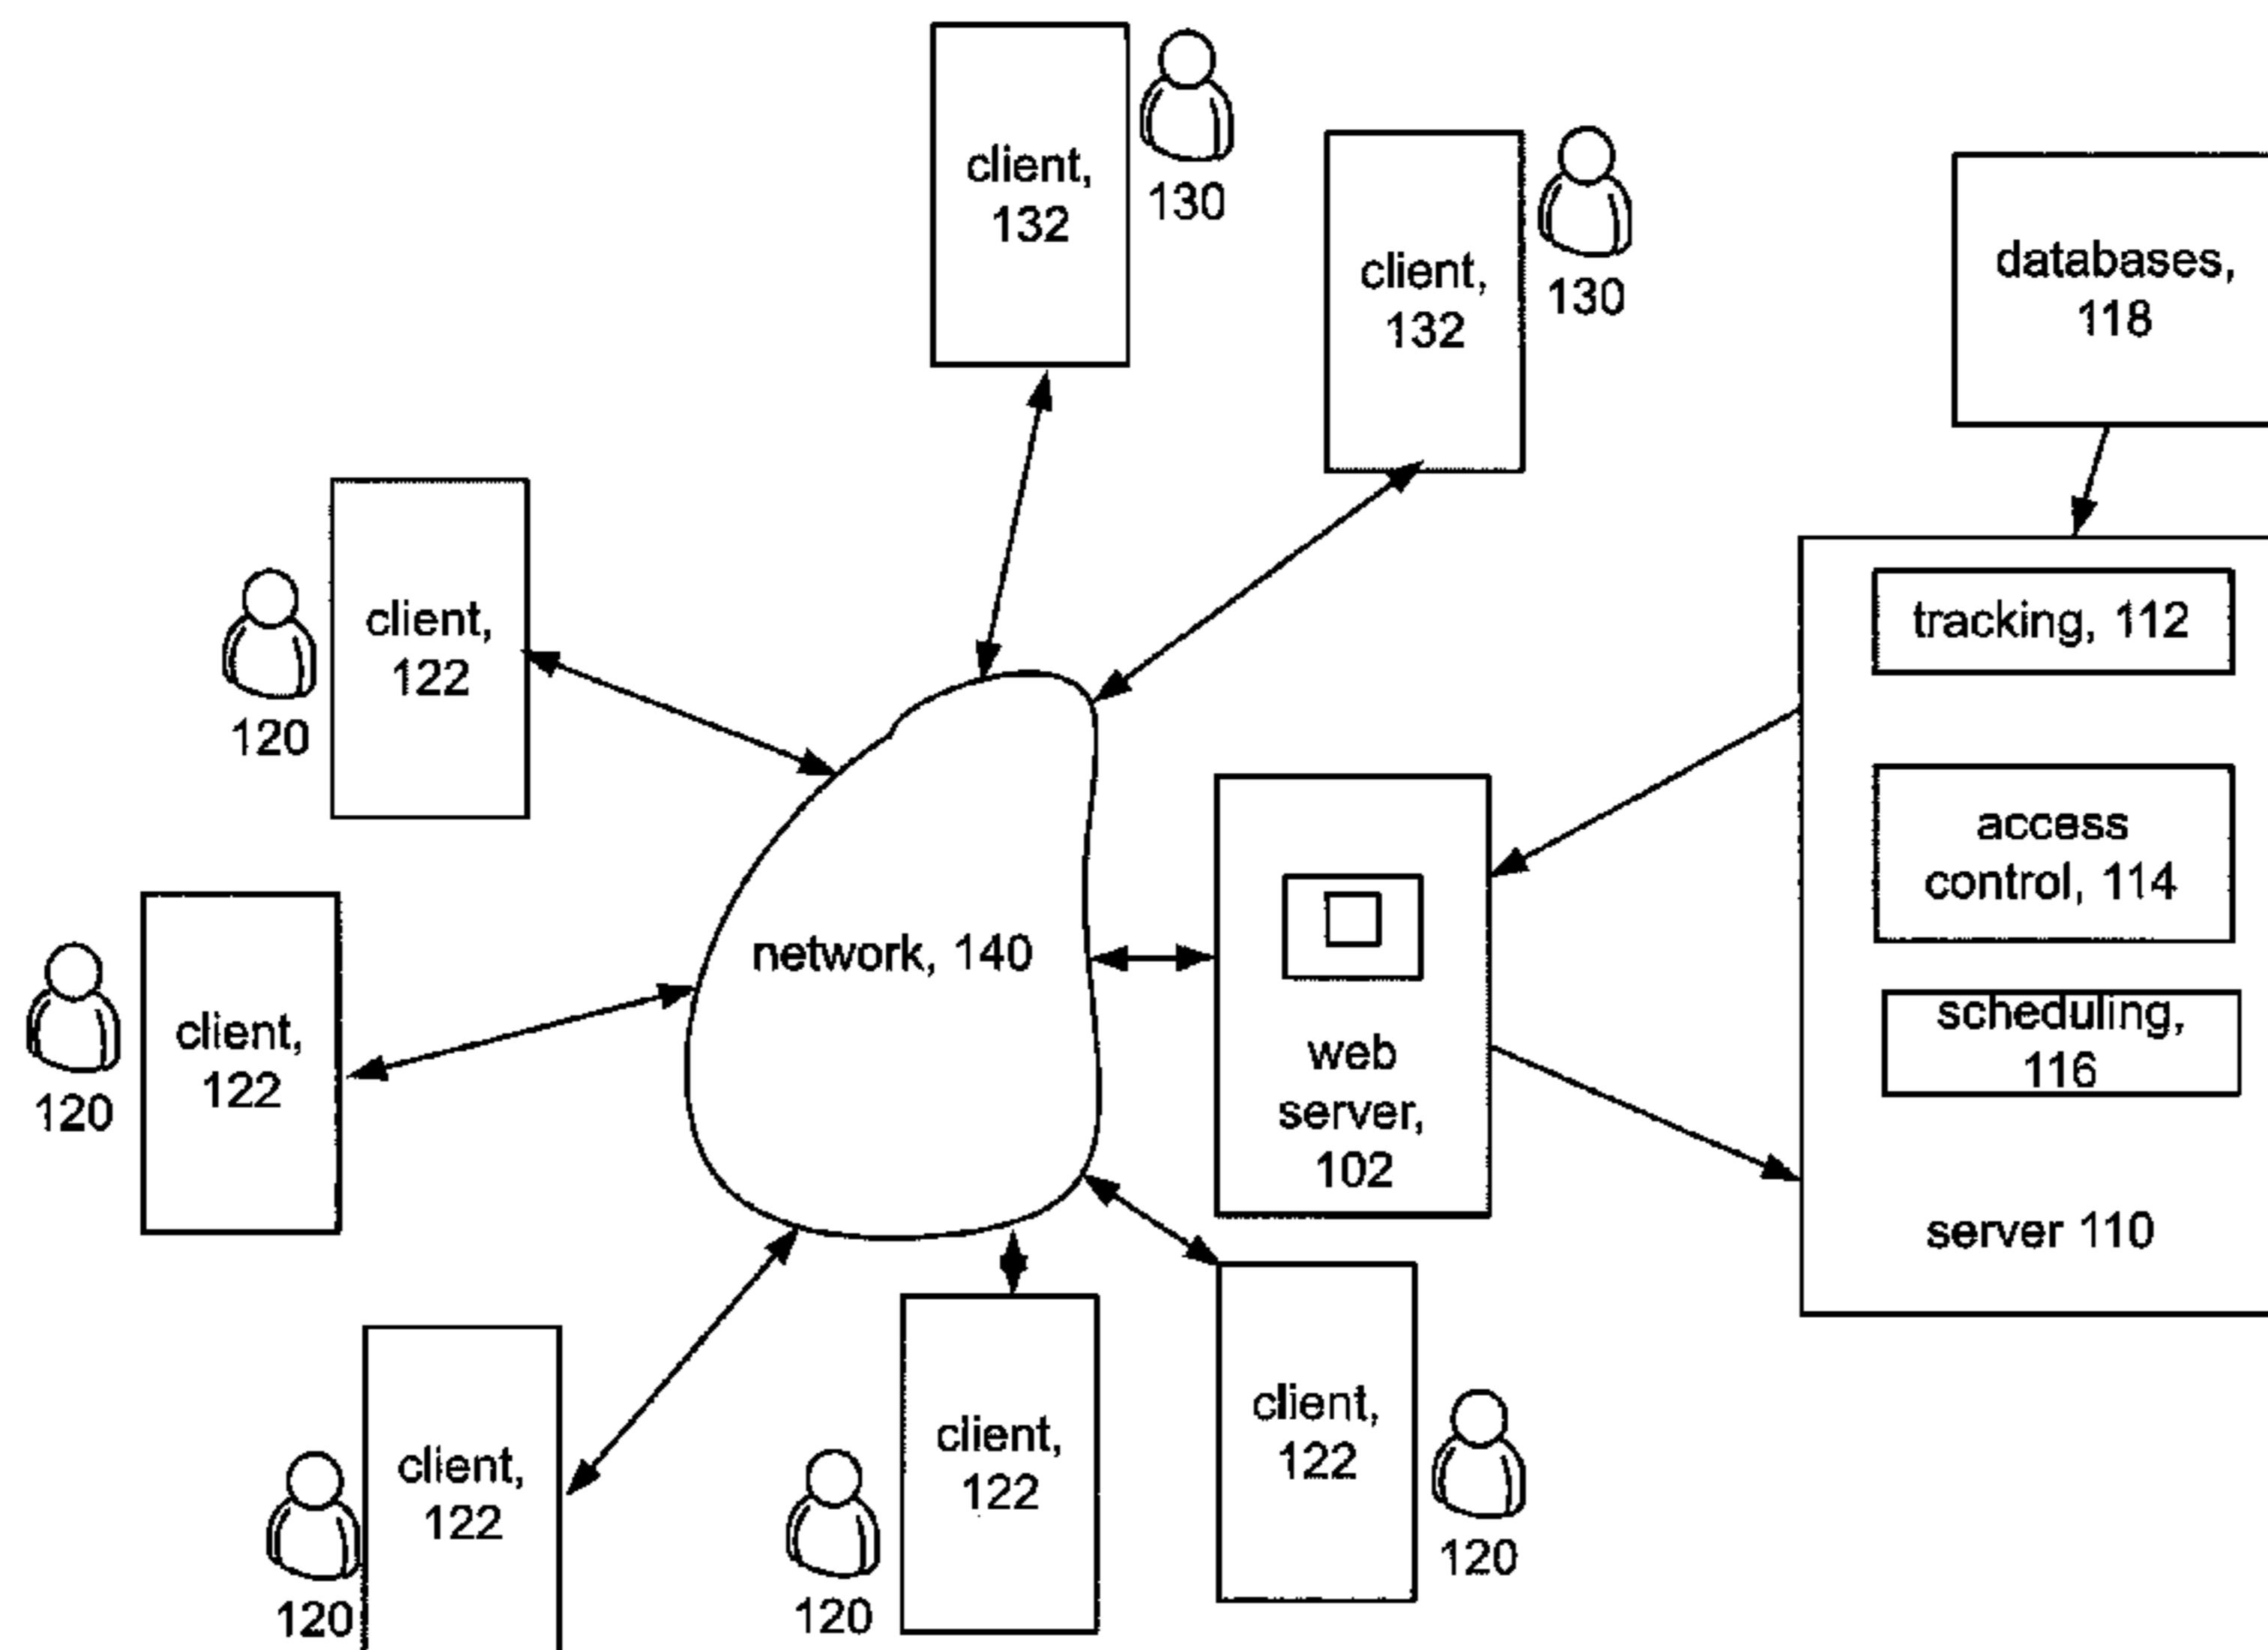 client,
132
130
client,
132
130
databases,
118
client,
122
120
tracking, 112
access
control, 114
scheduling,
116
server 110
network, 140
web
server,
102
client,
122
120
client,
122
120
client,
122
120
client,
122
120